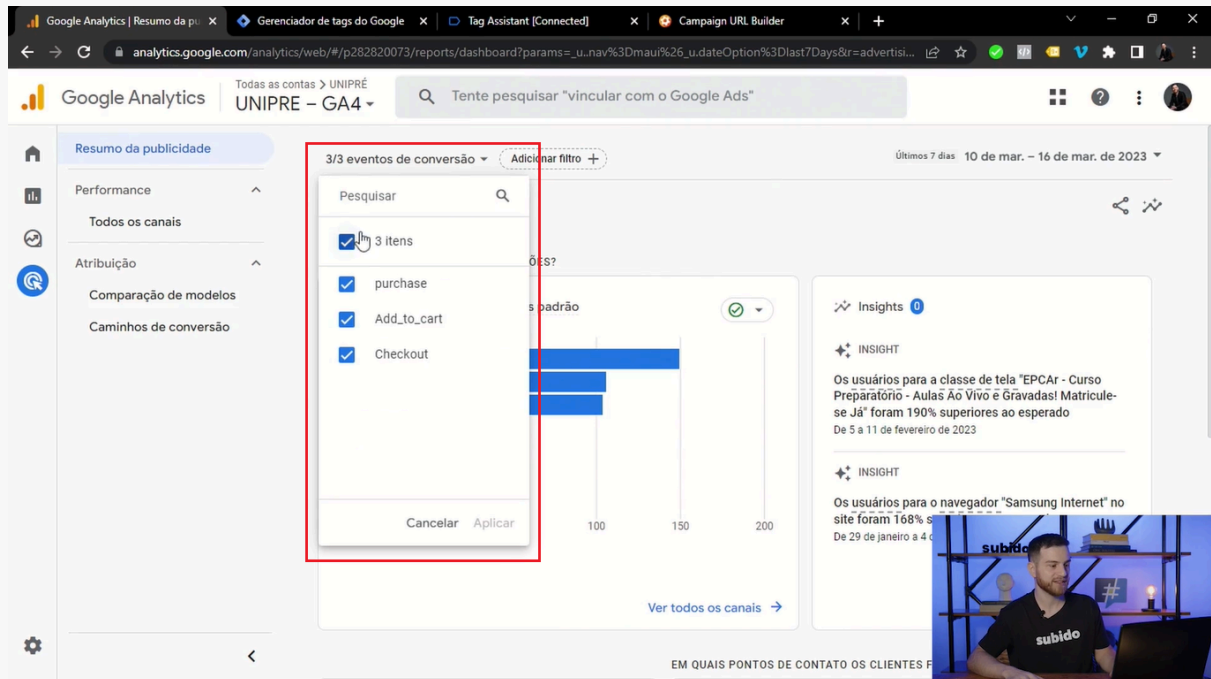 Google Analytics | Resumo da pu
Gerenciador de tags do Google
Tag Assistant [Connected]
Campaign URL Builder
analytics.google.com/analytics/web/#/p282820073/reports/dashboard?params=_u..nav%3Dmaui%26_u.dateOption%3Dlast7Days&r=advertisi...
Google Analytics
Todas as contas > UNIPRÉ
UNIPRE – GA4
Tente pesquisar "vincular com o Google Ads"
Resumo da publicidade
Performance
Todos os canais
Atribuição
Comparação de modelos
Caminhos de conversão
3/3 eventos de conversão
Adicionar filtro +
Últimos 7 dias 10 de mar. – 16 de mar. de 2023
Pesquisar
3 itens
purchase
Add_to_cart
Checkout
Cancelar Aplicar
ÕES?
s padrão
100 150 200
Ver todos os canais
Insights 0
INSIGHT
Os usuários para a classe de tela "EPCAr - Curso
Preparatório - Aulas Ao Vivo e Gravadas! Matricule-
se Já" foram 190% superiores ao esperado
De 5 a 11 de fevereiro de 2023
INSIGHT
Os usuários para o navegador "Samsung Internet" no
site foram 168% s
De 29 de janeiro a 4 d
subido
#
subido
EM QUAIS PONTOS DE CONTATO OS CLIENTES F